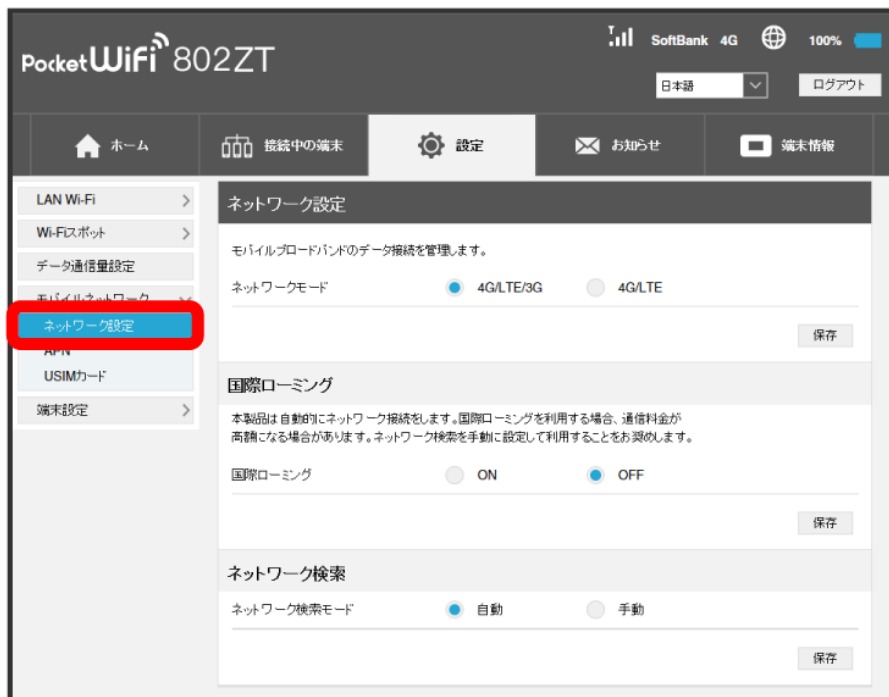 SoftBank 4G 100%
Pocket WiFi 802ZT
日本語 ログアウト
ホーム 接続中の端末 設定 お知らせ 端末情報
LAN Wi-Fi
Wi-Fiスポット
データ通信量設定
モバイルネットワーク
ネットワーク設定
APN
USIMカード
端末設定
ネットワーク設定
モバイルブロードバンドのデータ接続を管理します。
ネットワークモード 4G/LTE/3G 4G/LTE
保存
国際ローミング
本製品は自動的にネットワーク接続をします。国際ローミングを利用する場合、通信料金が
高額になる場合があります。ネットワーク検索を手動に設定して利用することをお奨めします。
国際ローミング ON OFF
保存
ネットワーク検索
ネットワーク検索モード 自動 手動
保存